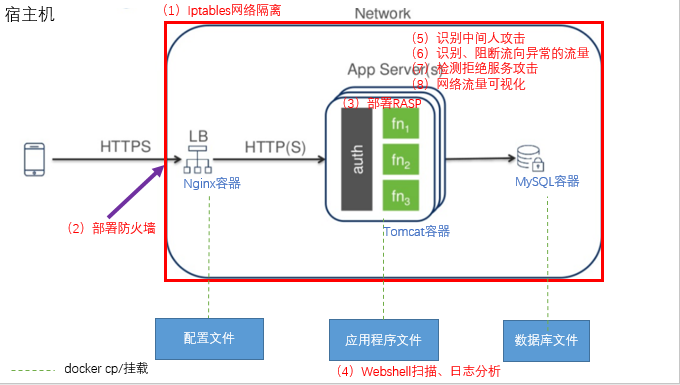 宿主机
（1）Iptables网络隔离
Network
（5）识别中间人攻击
（6）识别、阻断流向异常的流量
App Server(s)
（7）检测拒绝服务攻击
（8）网络流量可视化
（3）部署RASP
HTTPS
LB
HTTP(S)
auth
fn1
fn2
fn3
Nginx容器
MySQL容器
（2）部署防火墙
Tomcat容器
配置文件
应用程序文件
数据库文件
docker cp/挂载
（4）Webshell扫描、日志分析